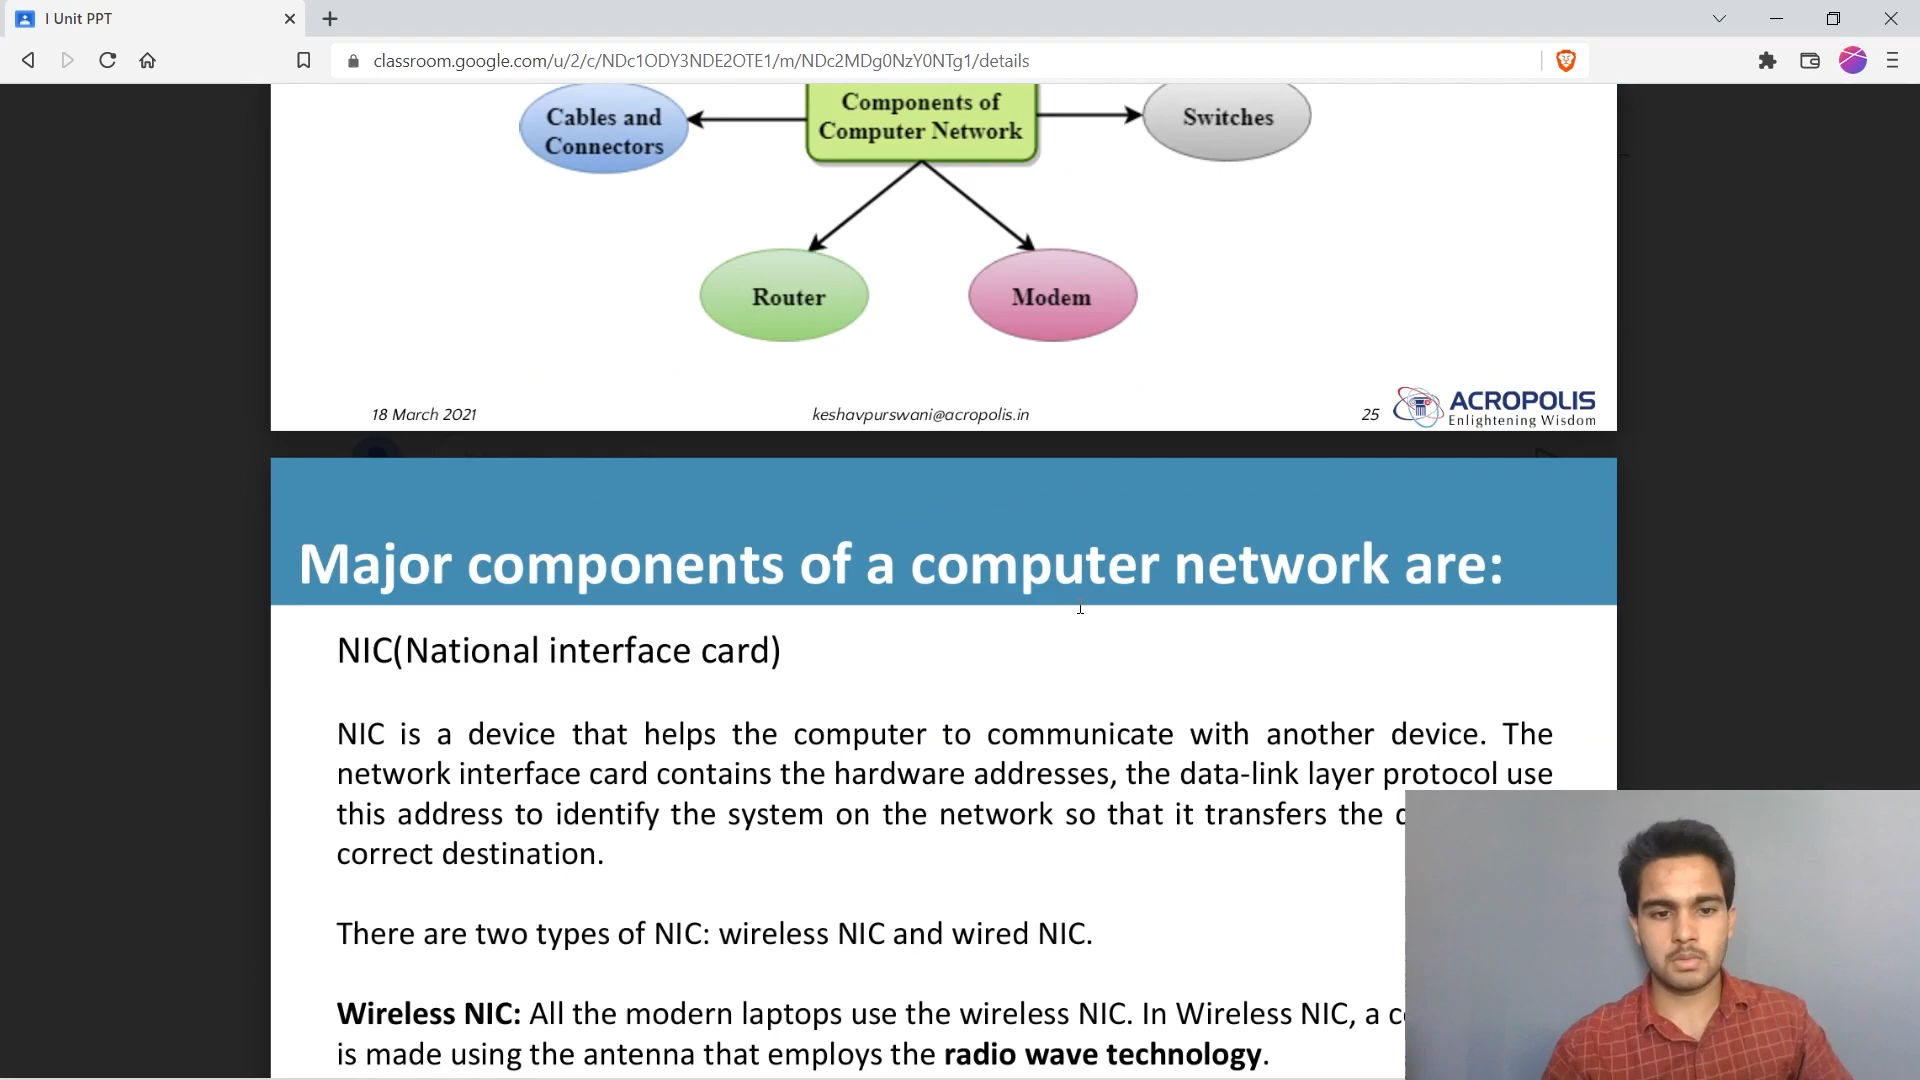 I Unit PPT
classroom.google.com/u/2/c/NDc1ODY3NDE2OTE1/m/NDc2MDg0NzY0NTg1/details
Components of
Computer Network
Cables and
Connectors
Switches
Router
Modem
18 March 2021
keshavpurswani@acropolis.in
25
ACROPOLIS
Enlightening Wisdom
Major components of a computer network are:
NIC(National interface card)
NIC is a device that helps the computer to communicate with another device. The
network interface card contains the hardware addresses, the data-link layer protocol use
this address to identify the system on the network so that it transfers the
correct destination.
There are two types of NIC: wireless NIC and wired NIC.
Wireless NIC: All the modern laptops use the wireless NIC. In Wireless NIC, a
is made using the antenna that employs the radio wave technology.